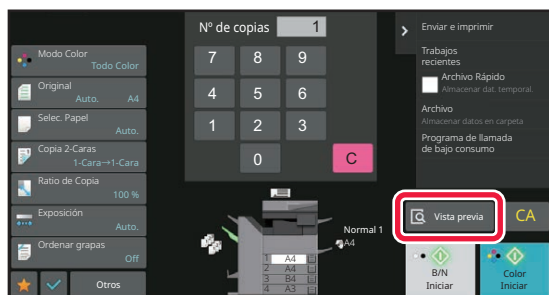 Modo Color
Todo Color
Original
Auto. A4
Selec. Papel
Auto.
Copia 2-Caras
1-Cara→1-Cara
Ratio de Copia
100 %
Exposición
Auto.
Ordenar grapas
Off
Otros
Nº de copias 1
7 8 9
4 5 6
1 2 3
0 C
Normal 1
A4
1 A4
2 A4
3 B4
4 A3
Enviar e imprimir
Trabajos
recientes
Archivo Rápido
Almacenar dat. temporal.
Archivo
Almacenar datos en carpeta
Programa de llamada
de bajo consumo
Vista previa
CA
B/N
Iniciar
Color
Iniciar